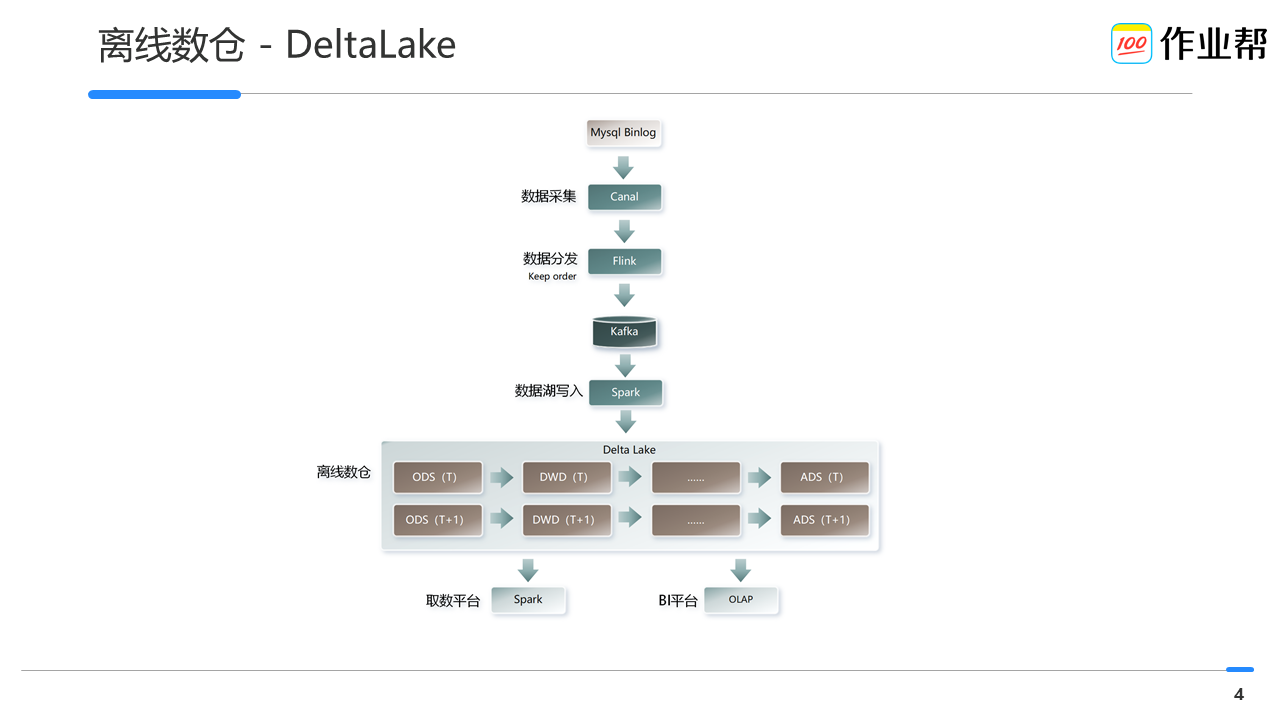 离线数仓 - DeltaLake
100 作业帮
Mysql Binlog
数据采集
Canal
数据分发
Keep order
Flink
Kafka
数据湖写入
Spark
Delta Lake
离线数仓
ODS（T）
DWD（T）
......
ADS（T）
ODS（T+1）
DWD（T+1）
......
ADS（T+1）
取数平台
Spark
BI平台
OLAP
4